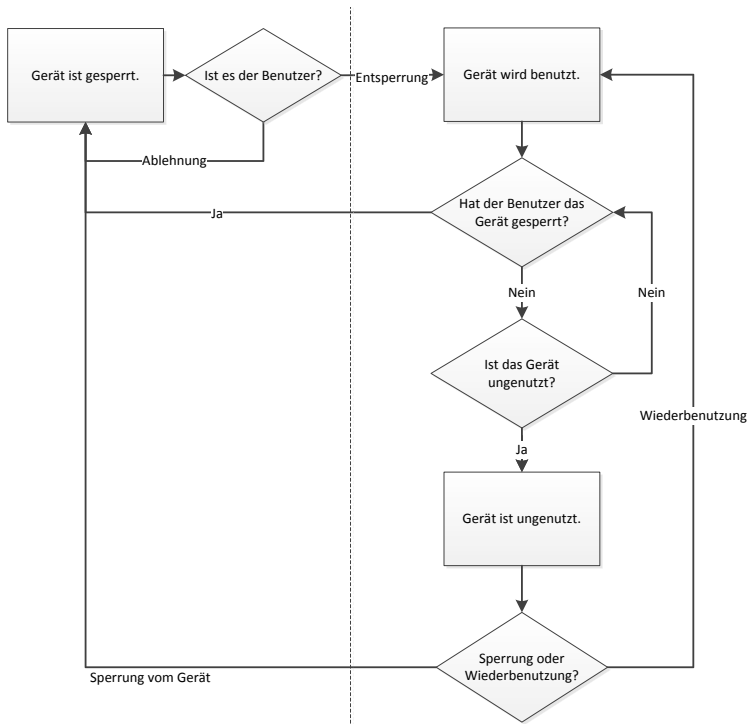 Gerät ist gesperrt.
Ist es der Benutzer?
Entsperrung
Gerät wird benutzt.
Ablehnung
Hat der Benutzer das
Gerät gesperrt?
Ja
Nein
Nein
Ist das Gerät
ungenutzt?
Wiederbenutzung
Ja
Gerät ist ungenutzt.
Sperrung oder
Wiederbenutzung?
Sperrung vom Gerät